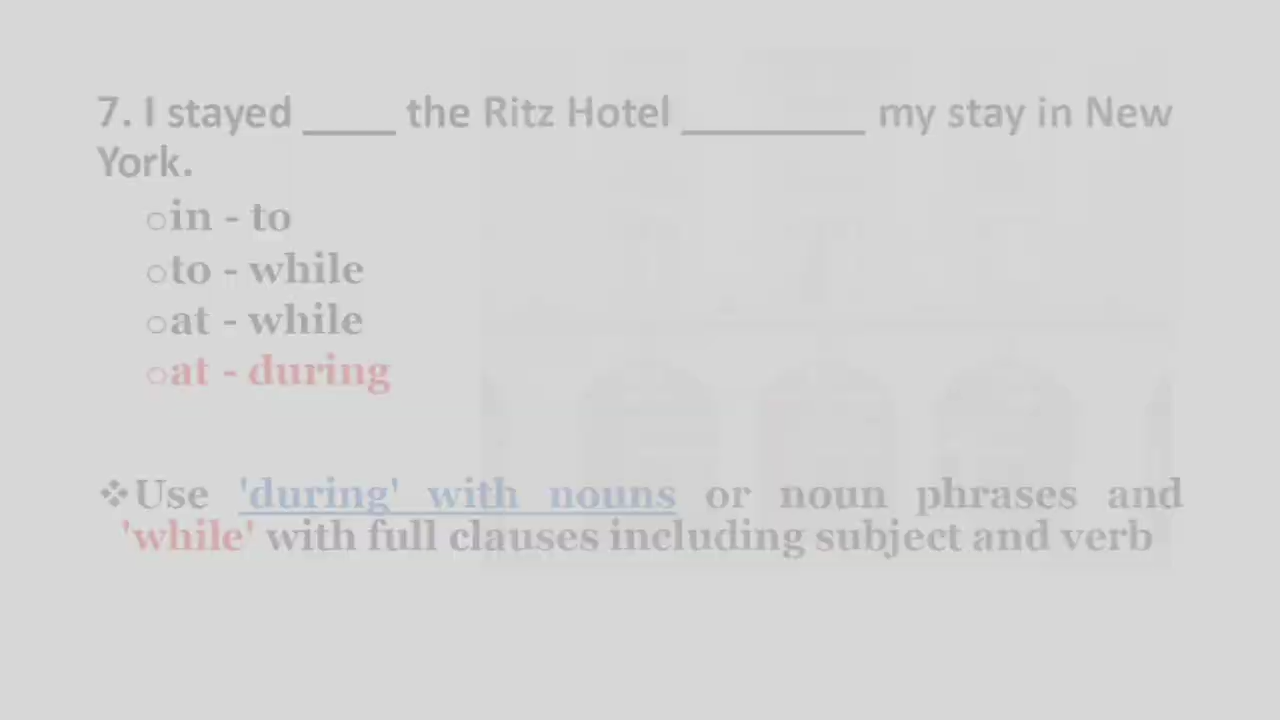 7. I stayed ____ the Ritz Hotel ________ my stay in New
York.
in - to
to - while
at - while
at - during
Use 'during' with nouns or noun phrases and
'while' with full clauses including subject and verb